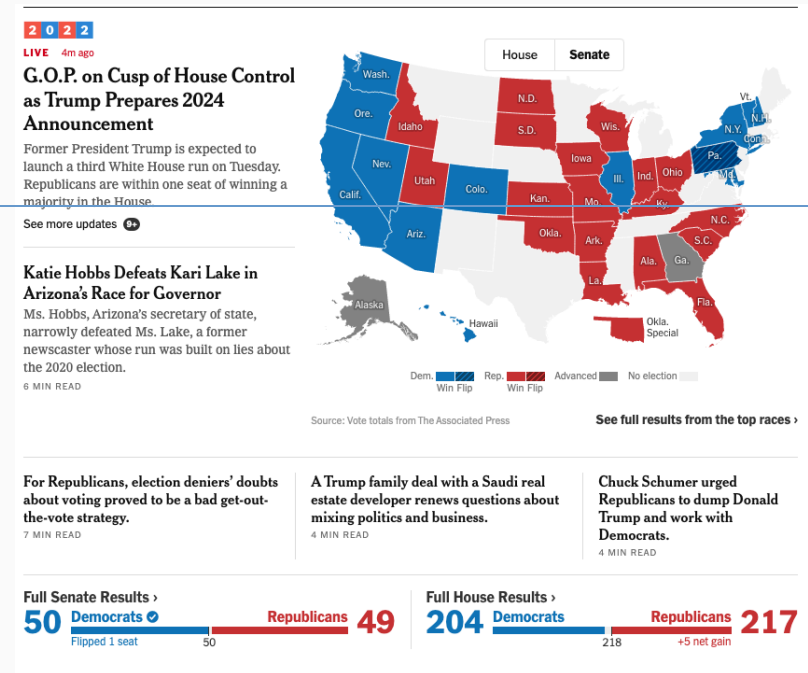 2022
LIVE 4m ago
G.O.P. on Cusp of House Control
as Trump Prepares 2024
Announcement
Former President Trump is expected to
launch a third White House run on Tuesday.
Republicans are within one seat of winning a
majority in the House.
See more updates 9+
Katie Hobbs Defeats Kari Lake in
Arizona's Race for Governor
Ms. Hobbs, Arizona's secretary of state,
narrowly defeated Ms. Lake, a former
newscaster whose run was built on lies about
the 2020 election.
6 MIN READ
House Senate
Wash.
Ore.
Idaho
Nev.
Calif.
Utah
Colo.
Ariz.
N.D.
S.D.
Wis.
Iowa
Ill.
Ind.
Ohio
Kan.
Mo.
Ky.
Okla.
Ark.
La.
Ala.
Ga.
Fla.
S.C.
N.C.
Md.
Pa.
N.Y.
Vt.
N.H.
Conn.
Alaska
Hawaii
Okla.
Special
Dem. Rep. Advanced No election
Win Flip Win Flip
Source: Vote totals from The Associated Press
See full results from the top races ›
For Republicans, election deniers' doubts
about voting proved to be a bad get-out-
the-vote strategy.
7 MIN READ
A Trump family deal with a Saudi real
estate developer renews questions about
mixing politics and business.
4 MIN READ
Chuck Schumer urged
Republicans to dump Donald
Trump and work with
Democrats.
4 MIN READ
Full Senate Results ›
50 Democrats Republicans 49
Flipped 1 seat
50
Full House Results ›
204 Democrats Republicans 217
218
+5 net gain